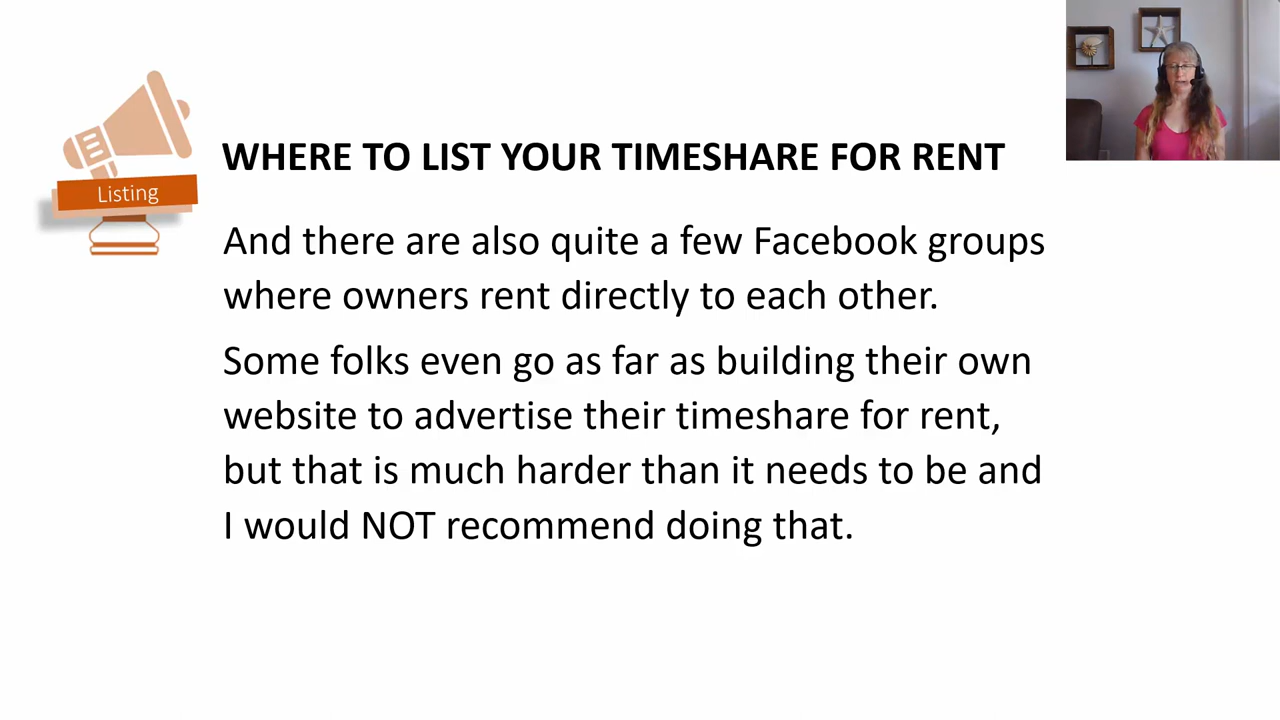 WHERE TO LIST YOUR TIMESHARE FOR RENT
Listing
And there are also quite a few Facebook groups
where owners rent directly to each other.
Some folks even go as far as building their own
website to advertise their timeshare for rent,
but that is much harder than it needs to be and
I would NOT recommend doing that.